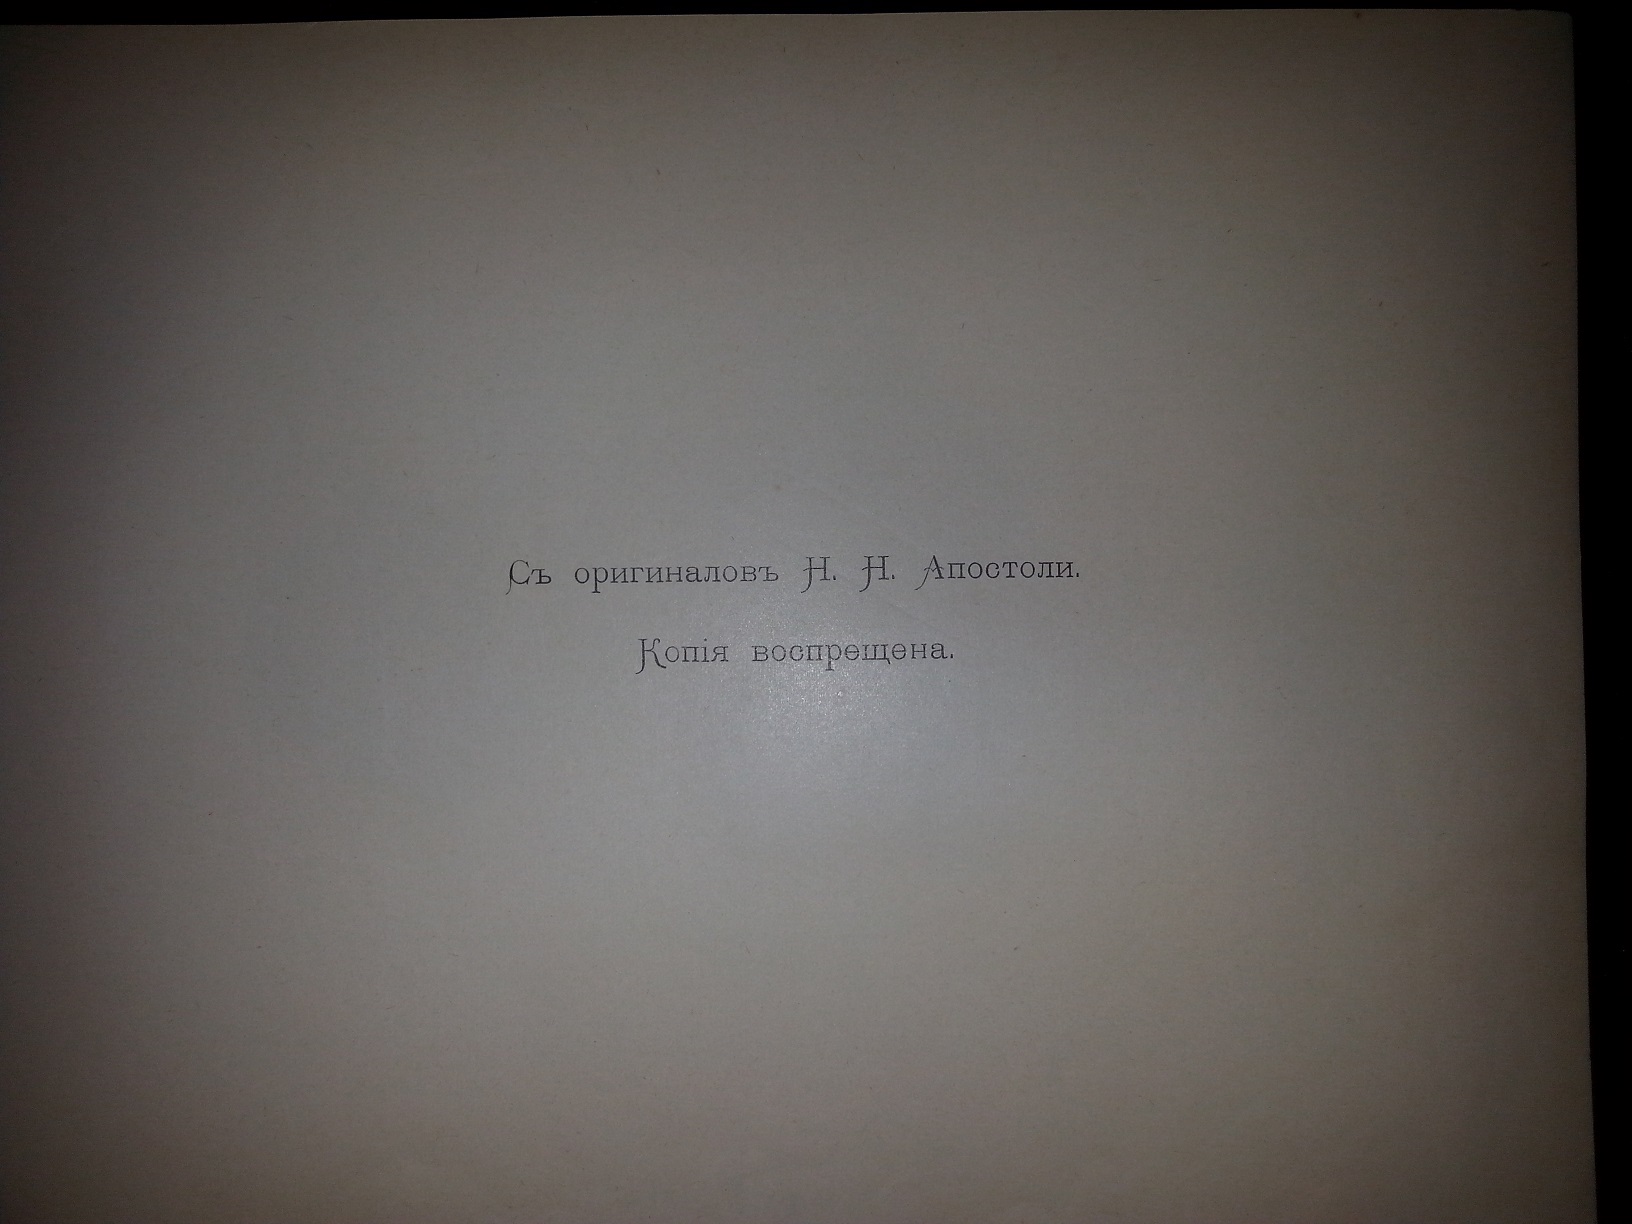 Съ оригиналовъ Н. Н. Апостоли.
Копія воспрещена.